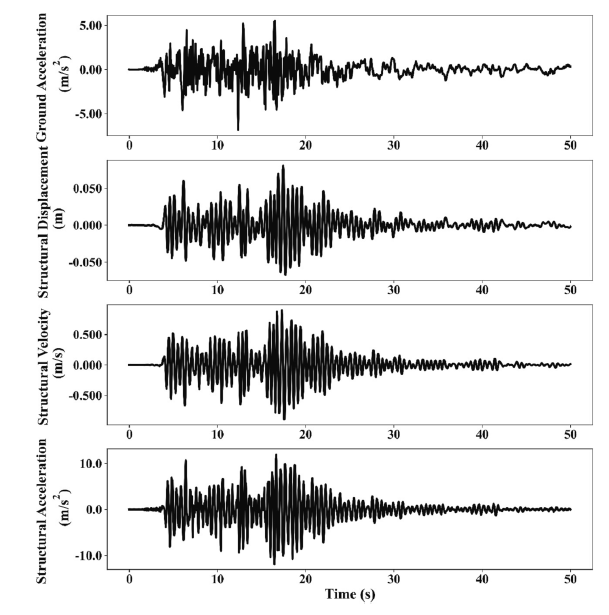 Ground Acceleration
(m/s²)
5.00
0.00
-5.00
0 10 20 30 40 50
Structural Displacement
(m)
0.050
0.000
-0.050
0 10 20 30 40 50
Structural Velocity
(m/s)
0.500
0.000
-0.500
0 10 20 30 40 50
Structural Acceleration
(m/s²)
10.0
0.0
-10.0
0 10 20 30 40 50
Time (s)